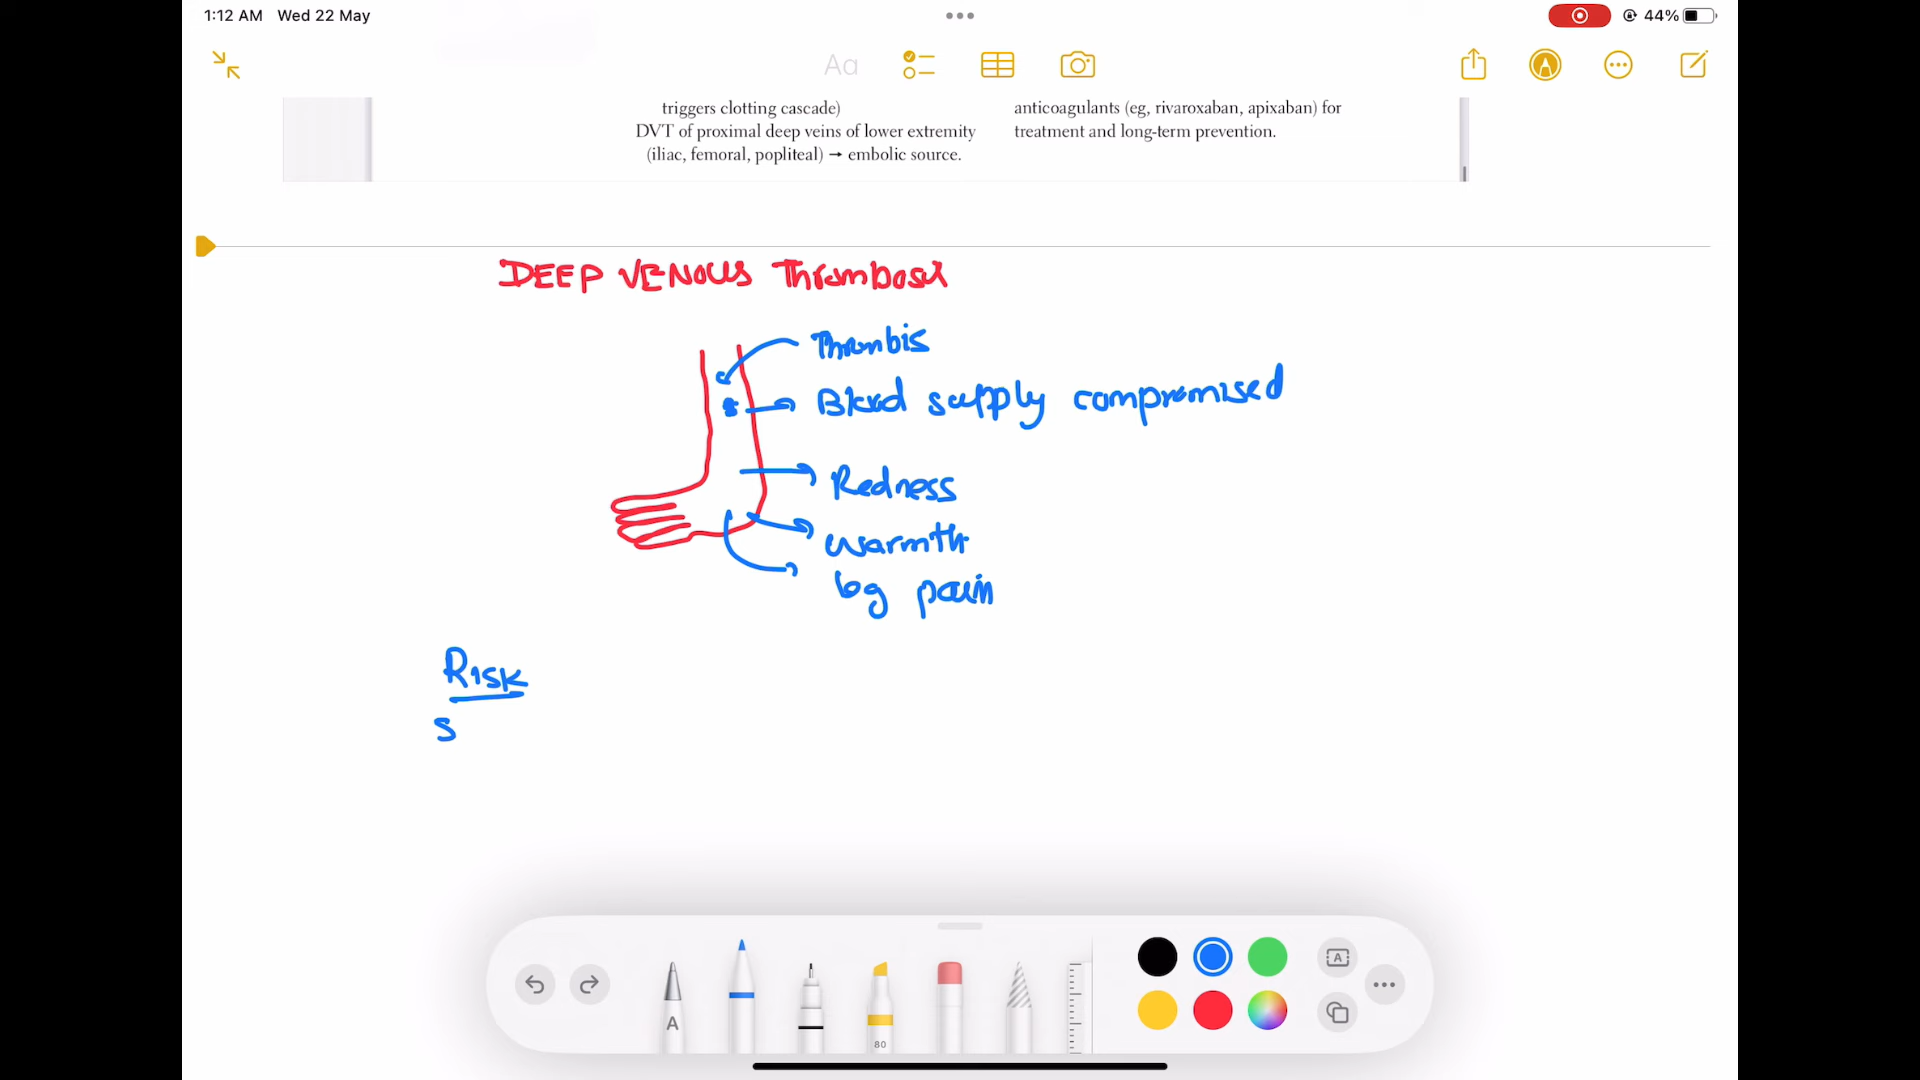 1:12 AM Wed 22 May
44%
Aa
triggers clotting cascade)
DVT of proximal deep veins of lower extremity
(iliac, femoral, popliteal) → embolic source.
anticoagulants (eg, rivaroxaban, apixaban) for
treatment and long-term prevention.
DEEP VENOUS Thrombosis
Thrombis
Blood supply compromised
Redness
warmth
leg pain
Risk
S
A
80
A